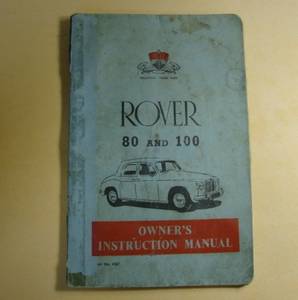 ROVER
80 AND 100
OWNER'S
INSTRUCTION MANUAL